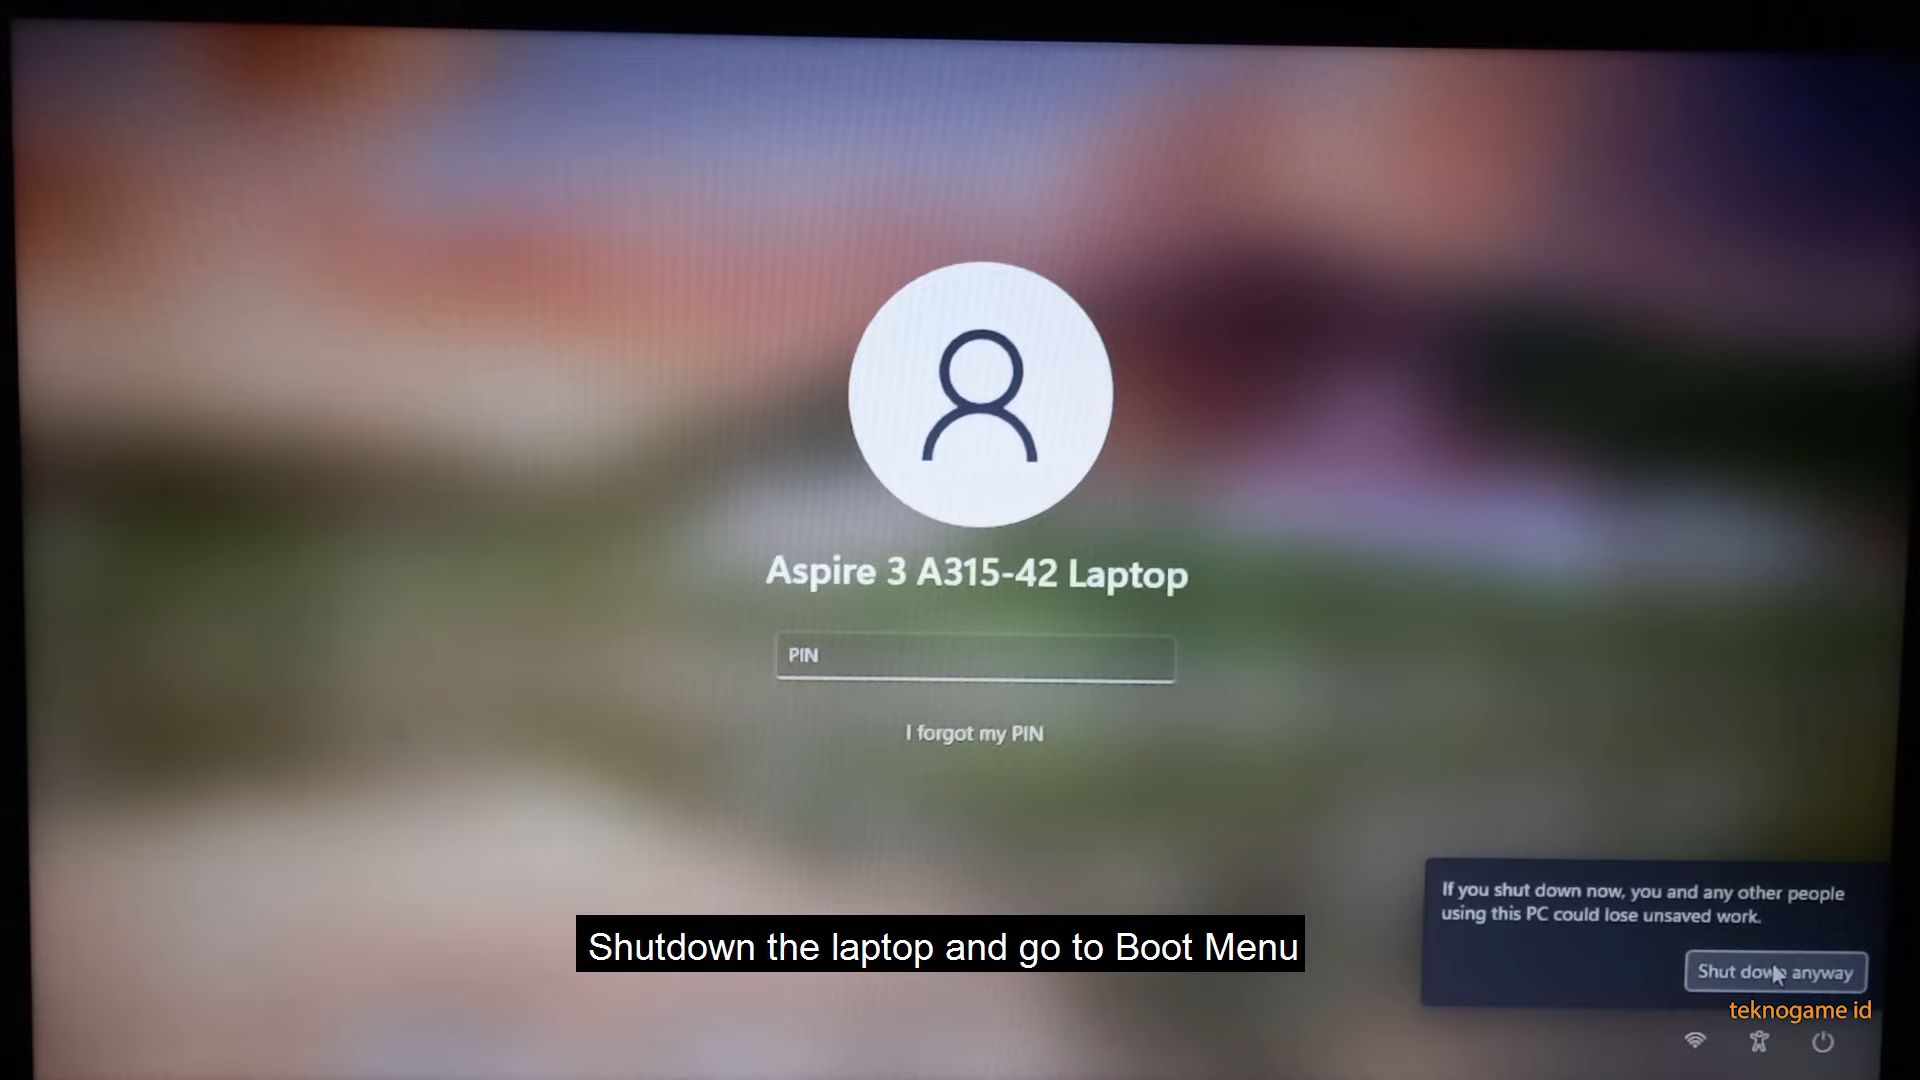 Aspire 3 A315-42 Laptop
PIN
I forgot my PIN
If you shut down now, you and any other people
using this PC could lose unsaved work.
Shutdown the laptop and go to Boot Menu
Shut down anyway
teknogame id